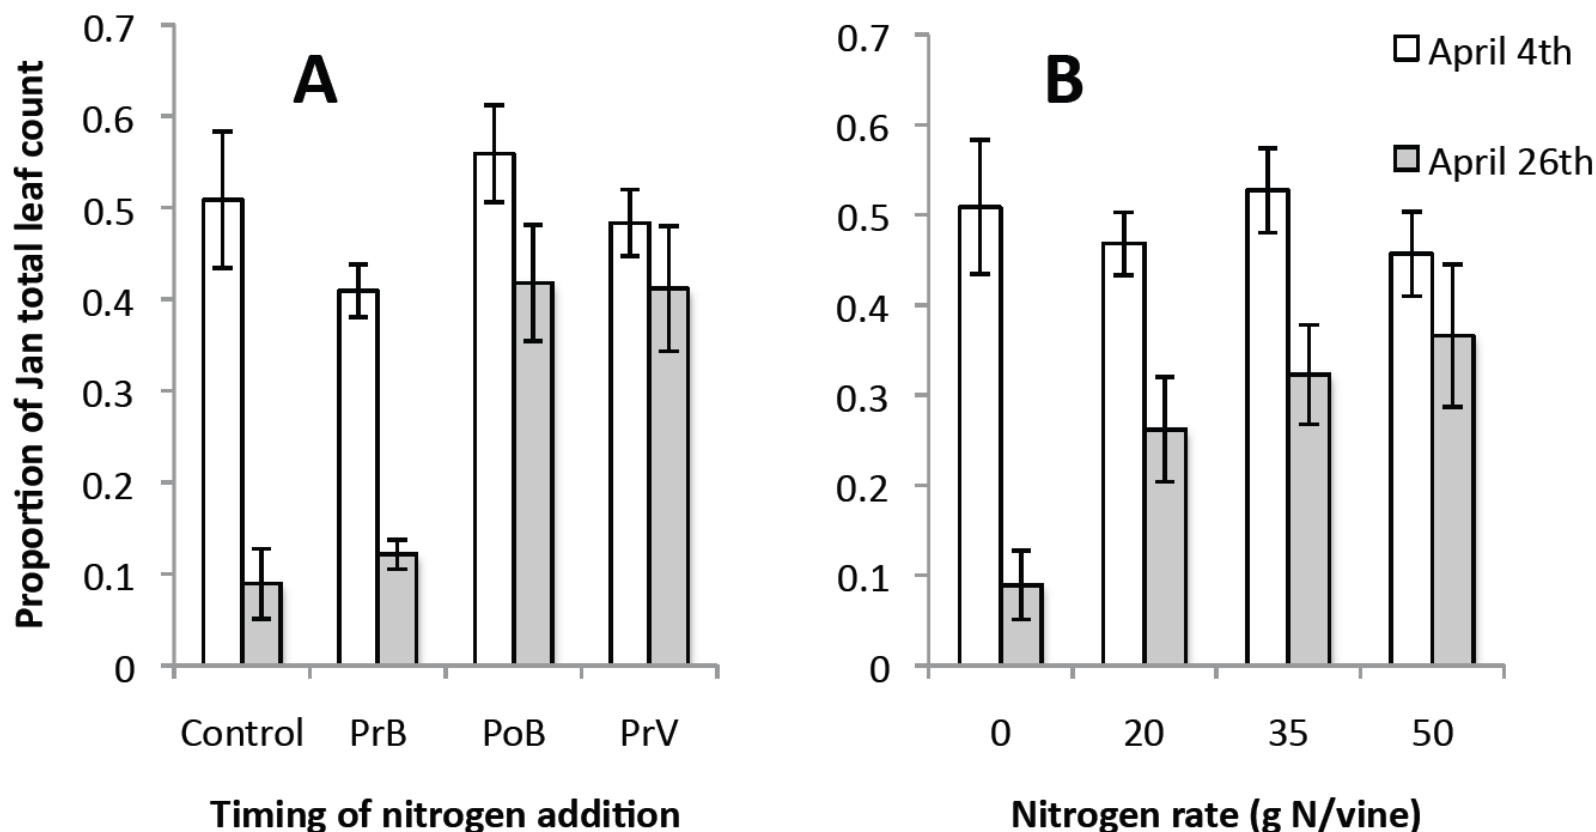 Proportion of Jan total leaf count
0.7
0.6
0.5
0.4
0.3
0.2
0.1
0
A
Control PrB PoB PrV
Timing of nitrogen addition
0.7
0.6
0.5
0.4
0.3
0.2
0.1
0
B
April 4th
April 26th
0 20 35 50
Nitrogen rate (g N/vine)